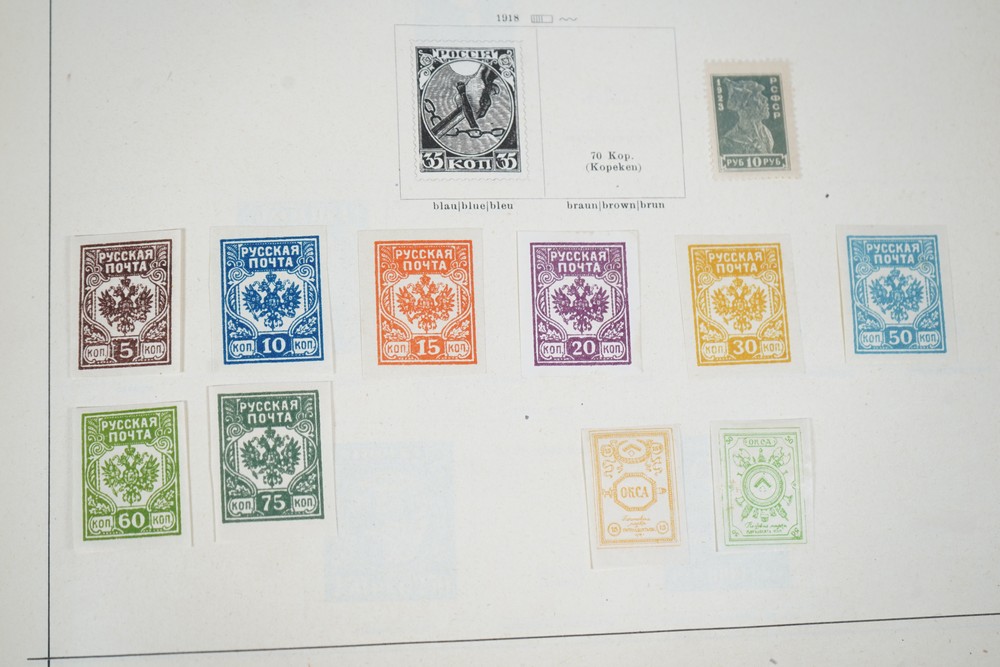 1918
РОССІЯ
35 КОП 35
70 Kop.
(Kopeken)
blau|blue|bleu
braun|brown|brun
1923
РСФСР
РУБ 10 РУБ
РУССКАЯ
ПОЧТА
КОП. 5 КОП.
РУССКАЯ
ПОЧТА
КОП. 10 КОП.
РУССКАЯ
ПОЧТА
КОП. 15 КОП.
РУССКАЯ
ПОЧТА
КОП. 20 КОП.
РУССКАЯ
ПОЧТА
КОП. 30 КОП.
РУССКАЯ
ПОЧТА
КОП. 50 КОП.
РУССКАЯ
ПОЧТА
КОП. 60 КОП.
РУССКАЯ
ПОЧТА
КОП. 75 КОП.
ОКСА
ОКСА